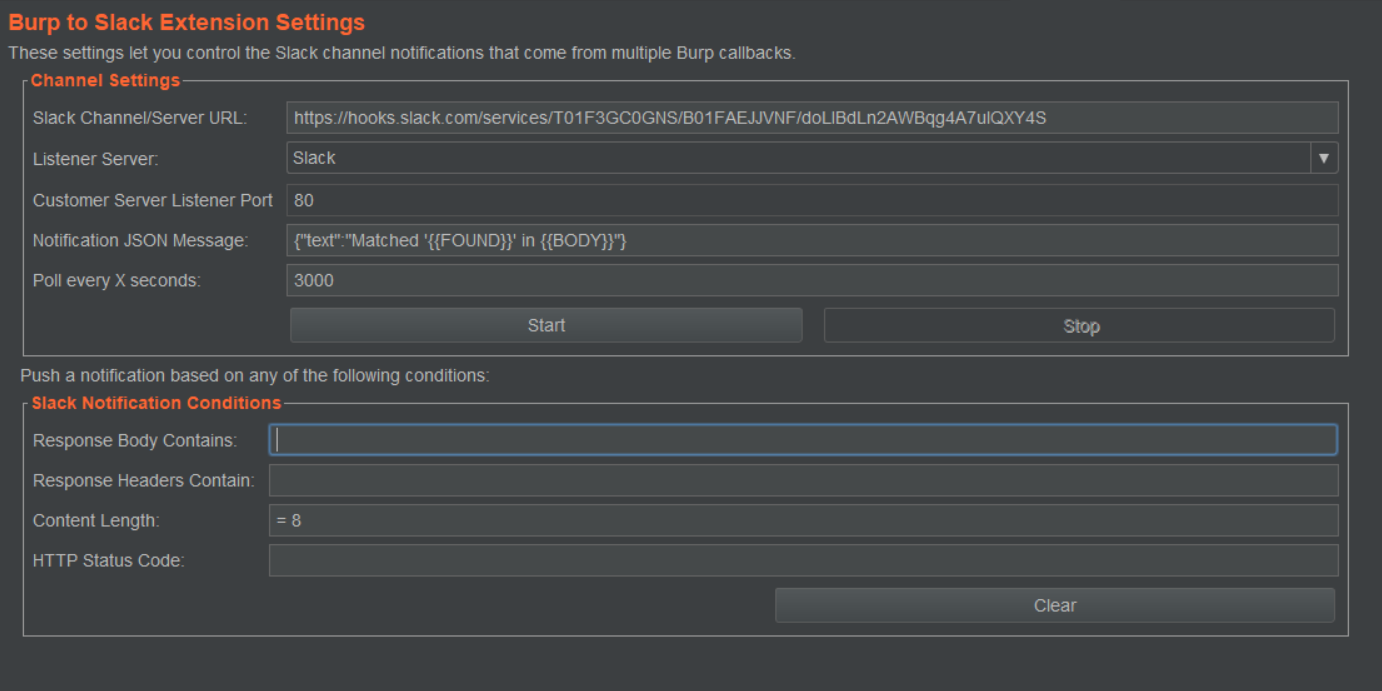 Burp to Slack Extension Settings
These settings let you control the Slack channel notifications that come from multiple Burp callbacks.
Channel Settings
Slack Channel/Server URL: https://hooks.slack.com/services/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
Listener Server: Slack
Customer Server Listener Port 80
Notification JSON Message: {"text":"Matched '{{FOUND}}' in {{BODY}}"}
Poll every X seconds: 3000
Start Stop
Push a notification based on any of the following conditions:
Slack Notification Conditions
Response Body Contains:
Response Headers Contain:
Content Length: = 8
HTTP Status Code:
Clear